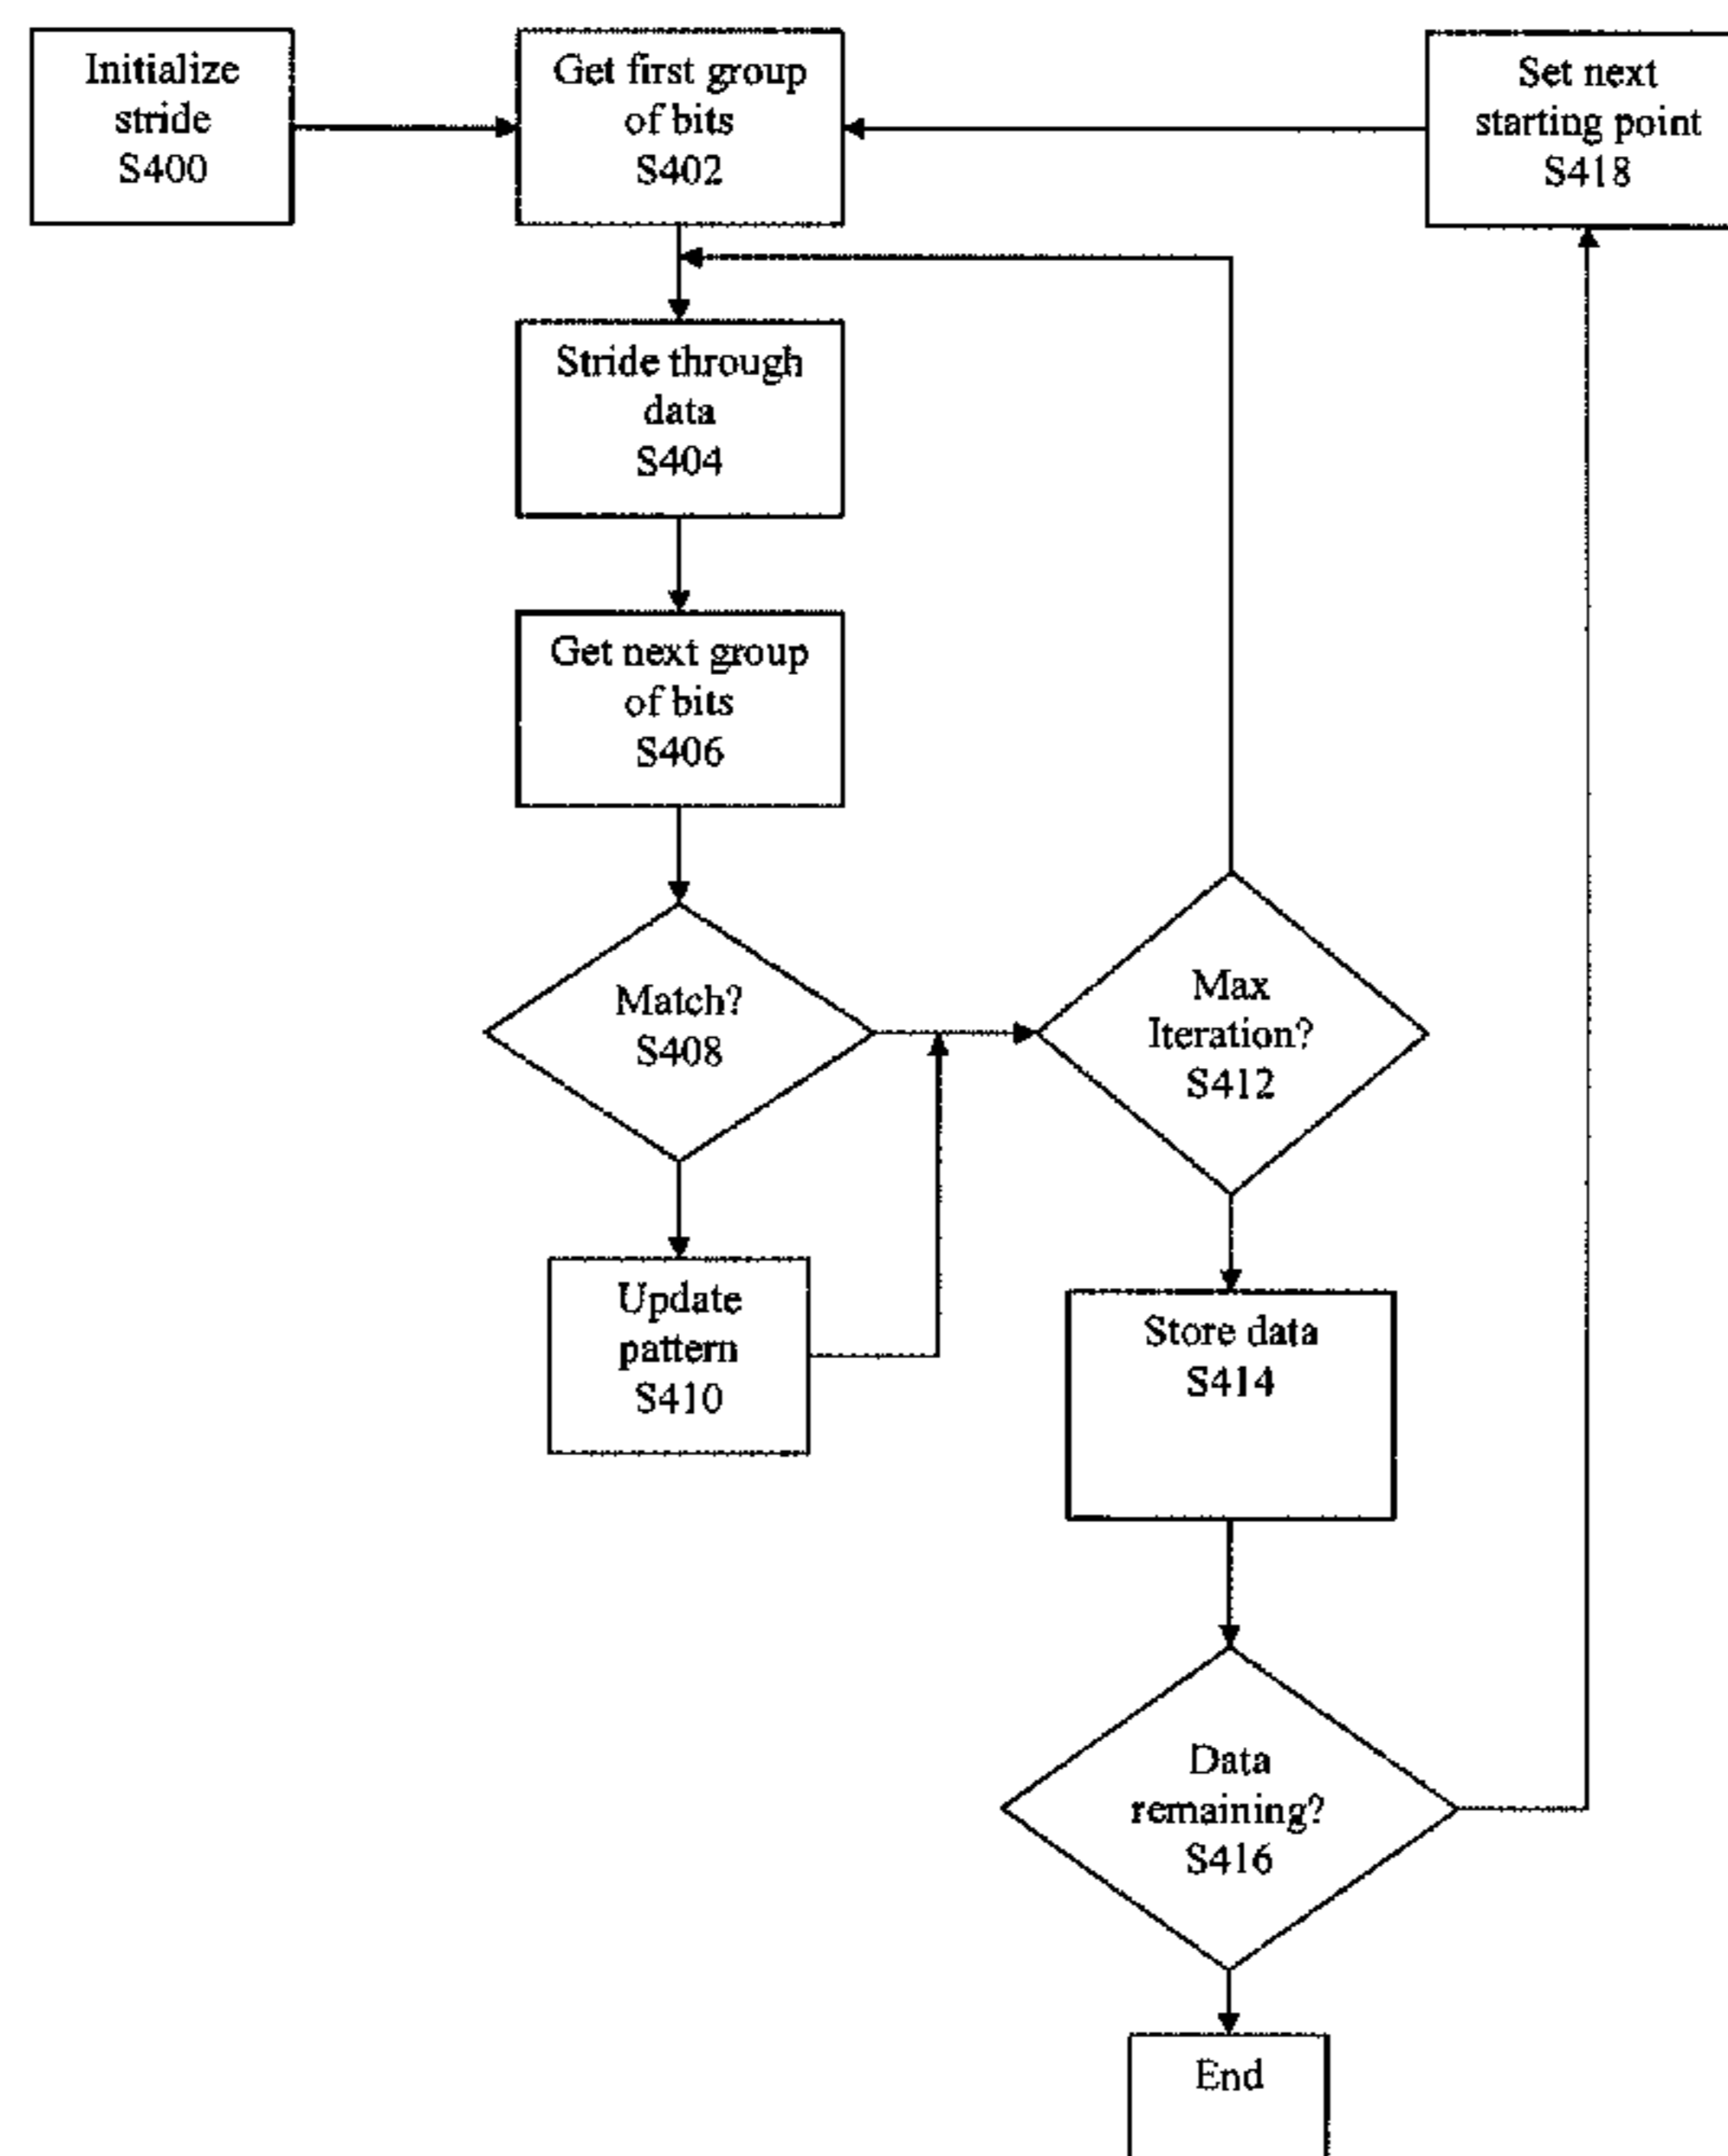 Initialize
stride
S400
Get first group
of bits
S402
Set next
starting point
S418
Stride through
data
S404
Get next group
of bits
S406
Match?
S408
Max
Iteration?
S412
Update
pattern
S410
Store data
S414
Data
remaining?
S416
End